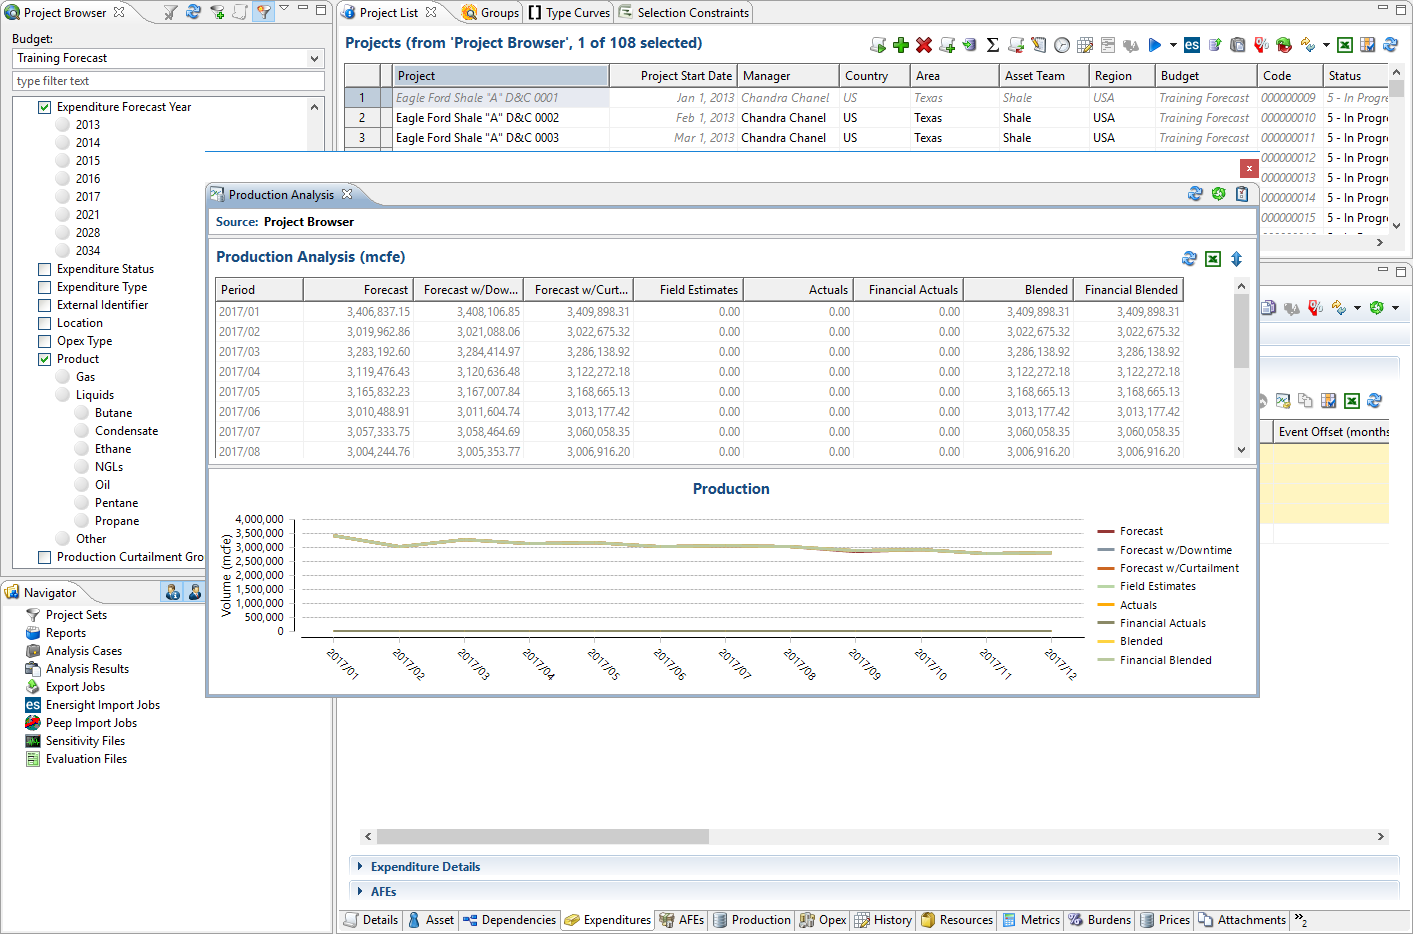 Project Browser
Budget:
Training Forecast
type filter text
Expenditure Forecast Year
2013
2014
2015
2016
2017
2021
2028
2034
Expenditure Status
Expenditure Type
External Identifier
Location
Opex Type
Product
Gas
Liquids
Butane
Condensate
Ethane
NGLs
Oil
Pentane
Propane
Other
Production Curtailment Gro
Navigator
Project Sets
Reports
Analysis Cases
Analysis Results
Export Jobs
es Enersight Import Jobs
Peep Import Jobs
Sensitivity Files
Evaluation Files
Project List Groups Type Curves Selection Constraints
Projects (from 'Project Browser', 1 of 108 selected)
es
Project Project Start Date Manager Country Area Asset Team Region Budget Code Status
1 Eagle Ford Shale "A" D&C 0001 Jan 1, 2013 Chandra Chanel US Texas Shale USA Training Forecast 000000009 5 - In Progre
2 Eagle Ford Shale "A" D&C 0002 Feb 1, 2013 Chandra Chanel US Texas Shale USA Training Forecast 000000010 5 - In Progr
3 Eagle Ford Shale "A" D&C 0003 Mar 1, 2013 Chandra Chanel US Texas Shale USA Training Forecast 000000011 5 - In Progr
000000012 5 - In Progr
000000013 5 - In Progr
000000014 5 - In Progr
000000015 5 - In Progr
Production Analysis
Source: Project Browser
Production Analysis (mcfe)
Period Forecast Forecast w/Dow... Forecast w/Curt... Field Estimates Actuals Financial Actuals Blended Financial Blended
2017/01 3,406,837.15 3,408,106.85 3,409,898.31 0.00 0.00 0.00 3,409,898.31 3,409,898.31
2017/02 3,019,962.86 3,021,088.06 3,022,675.32 0.00 0.00 0.00 3,022,675.32 3,022,675.32
2017/03 3,283,192.60 3,284,414.97 3,286,138.92 0.00 0.00 0.00 3,286,138.92 3,286,138.92
2017/04 3,119,476.43 3,120,636.48 3,122,272.18 0.00 0.00 0.00 3,122,272.18 3,122,272.18
2017/05 3,165,832.23 3,167,007.84 3,168,665.13 0.00 0.00 0.00 3,168,665.13 3,168,665.13
2017/06 3,010,488.91 3,011,604.74 3,013,177.42 0.00 0.00 0.00 3,013,177.42 3,013,177.42
2017/07 3,057,333.75 3,058,464.69 3,060,058.35 0.00 0.00 0.00 3,060,058.35 3,060,058.35
2017/08 3,004,244.76 3,005,353.77 3,006,916.20 0.00 0.00 0.00 3,006,916.20 3,006,916.20
Production
Volume (mcfe)
4,000,000
3,500,000
3,000,000
2,500,000
2,000,000
1,500,000
1,000,000
500,000
0
2017/01 2017/02 2017/03 2017/04 2017/05 2017/06 2017/07 2017/08 2017/09 2017/10 2017/11 2017/12
Forecast
Forecast w/Downtime
Forecast w/Curtailment
Field Estimates
Actuals
Financial Actuals
Blended
Financial Blended
Event Offset (months
Expenditure Details
AFEs
Details Asset Dependencies Expenditures AFEs Production Opex History Resources Metrics Burdens Prices Attachments »2